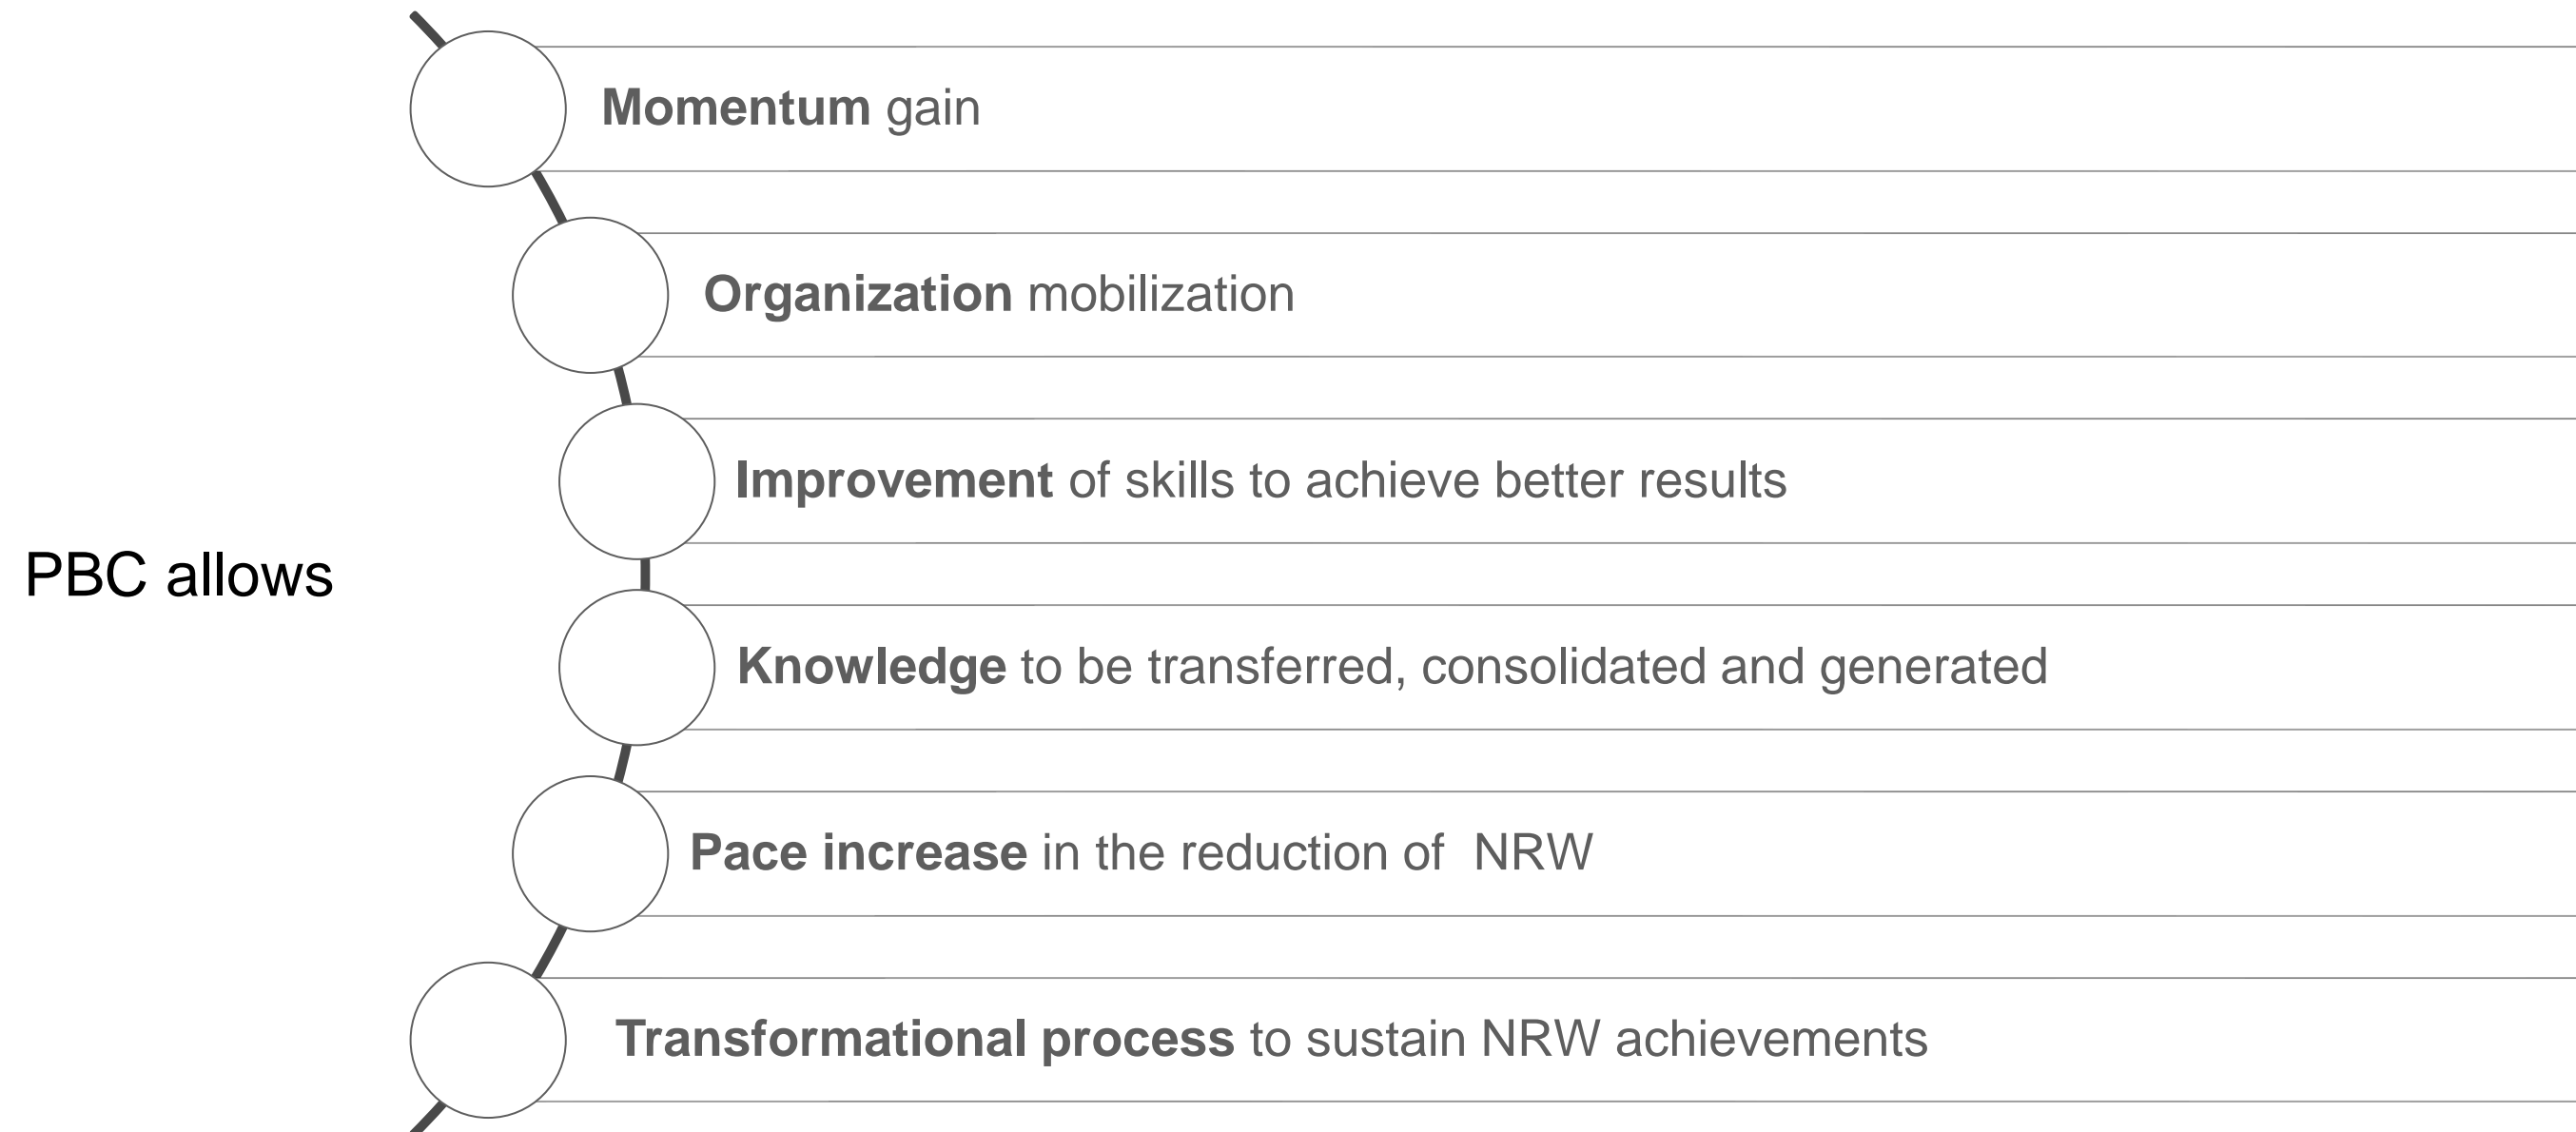 PBC allows
Momentum gain
Organization mobilization
Improvement of skills to achieve better results
Knowledge to be transferred, consolidated and generated
Pace increase in the reduction of  NRW
Transformational process to sustain NRW achievements